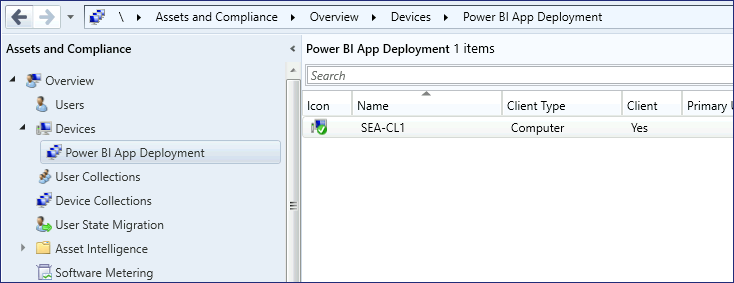 \ Assets and Compliance Overview Devices Power BI App Deployment
Assets and Compliance
Overview
Users
Devices
Power BI App Deployment
User Collections
Device Collections
User State Migration
Asset Intelligence
Software Metering
Power BI App Deployment 1 items
Search
Icon Name Client Type Client Primary U
SEA-CL1 Computer Yes